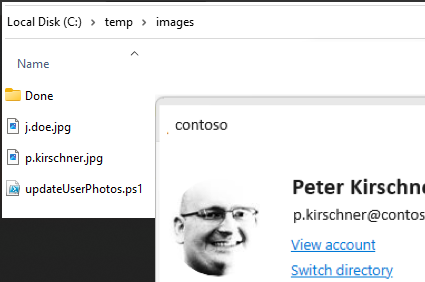 Local Disk (C:) > temp > images
Name
Done
j.doe.jpg
p.kirschner.jpg
updateUserPhotos.ps1
contoso
Peter Kirschne
p.kirschner@contos
View account
Switch directory